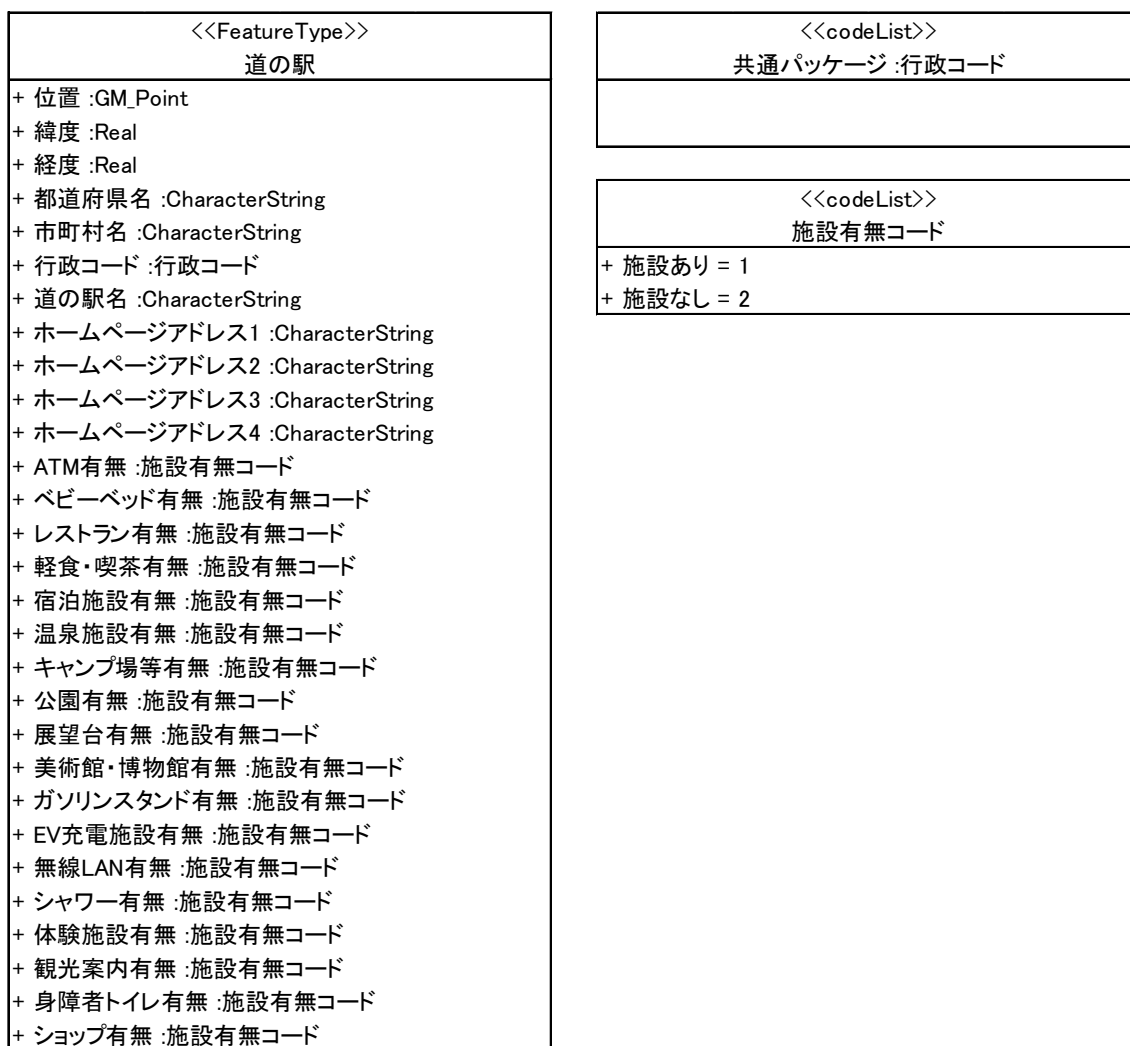 <<FeatureType>>
道の駅
+ 位置 :GM_Point
+ 緯度 :Real
+ 経度 :Real
+ 都道府県名 :CharacterString
+ 市町村名 :CharacterString
+ 行政コード :行政コード
+ 道の駅名 :CharacterString
+ ホームページアドレス1 :CharacterString
+ ホームページアドレス2 :CharacterString
+ ホームページアドレス3 :CharacterString
+ ホームページアドレス4 :CharacterString
+ ATM有無 :施設有無コード
+ ベビーベッド有無 :施設有無コード
+ レストラン有無 :施設有無コード
+ 軽食・喫茶有無 :施設有無コード
+ 宿泊施設有無 :施設有無コード
+ 温泉施設有無 :施設有無コード
+ キャンプ場等有無 :施設有無コード
+ 公園有無 :施設有無コード
+ 展望台有無 :施設有無コード
+ 美術館・博物館有無 :施設有無コード
+ ガソリンスタンド有無 :施設有無コード
+ EV充電施設有無 :施設有無コード
+ 無線LAN有無 :施設有無コード
+ シャワー有無 :施設有無コード
+ 体験施設有無 :施設有無コード
+ 観光案内有無 :施設有無コード
+ 身障者トイレ有無 :施設有無コード
+ ショップ有無 :施設有無コード
<<codeList>>
共通パッケージ :行政コード
<<codeList>>
施設有無コード
+ 施設あり = 1
+ 施設なし = 2